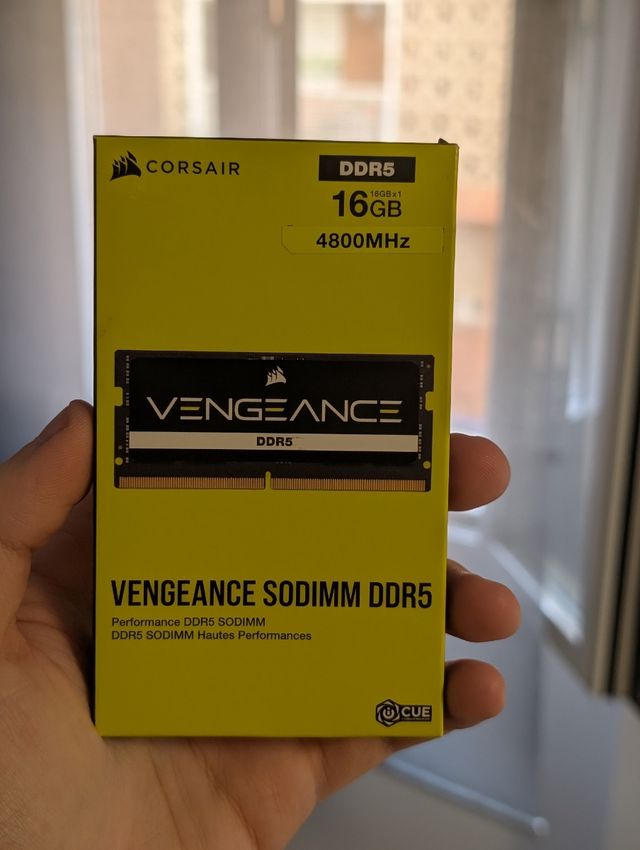 CORSAIR
DDR5
16GB
16GBx1
4800MHz
VENGEANCE
DDR5
VENGEANCE SODIMM DDR5
Performance DDR5 SODIMM
DDR5 SODIMM Hautes Performances
iCUE